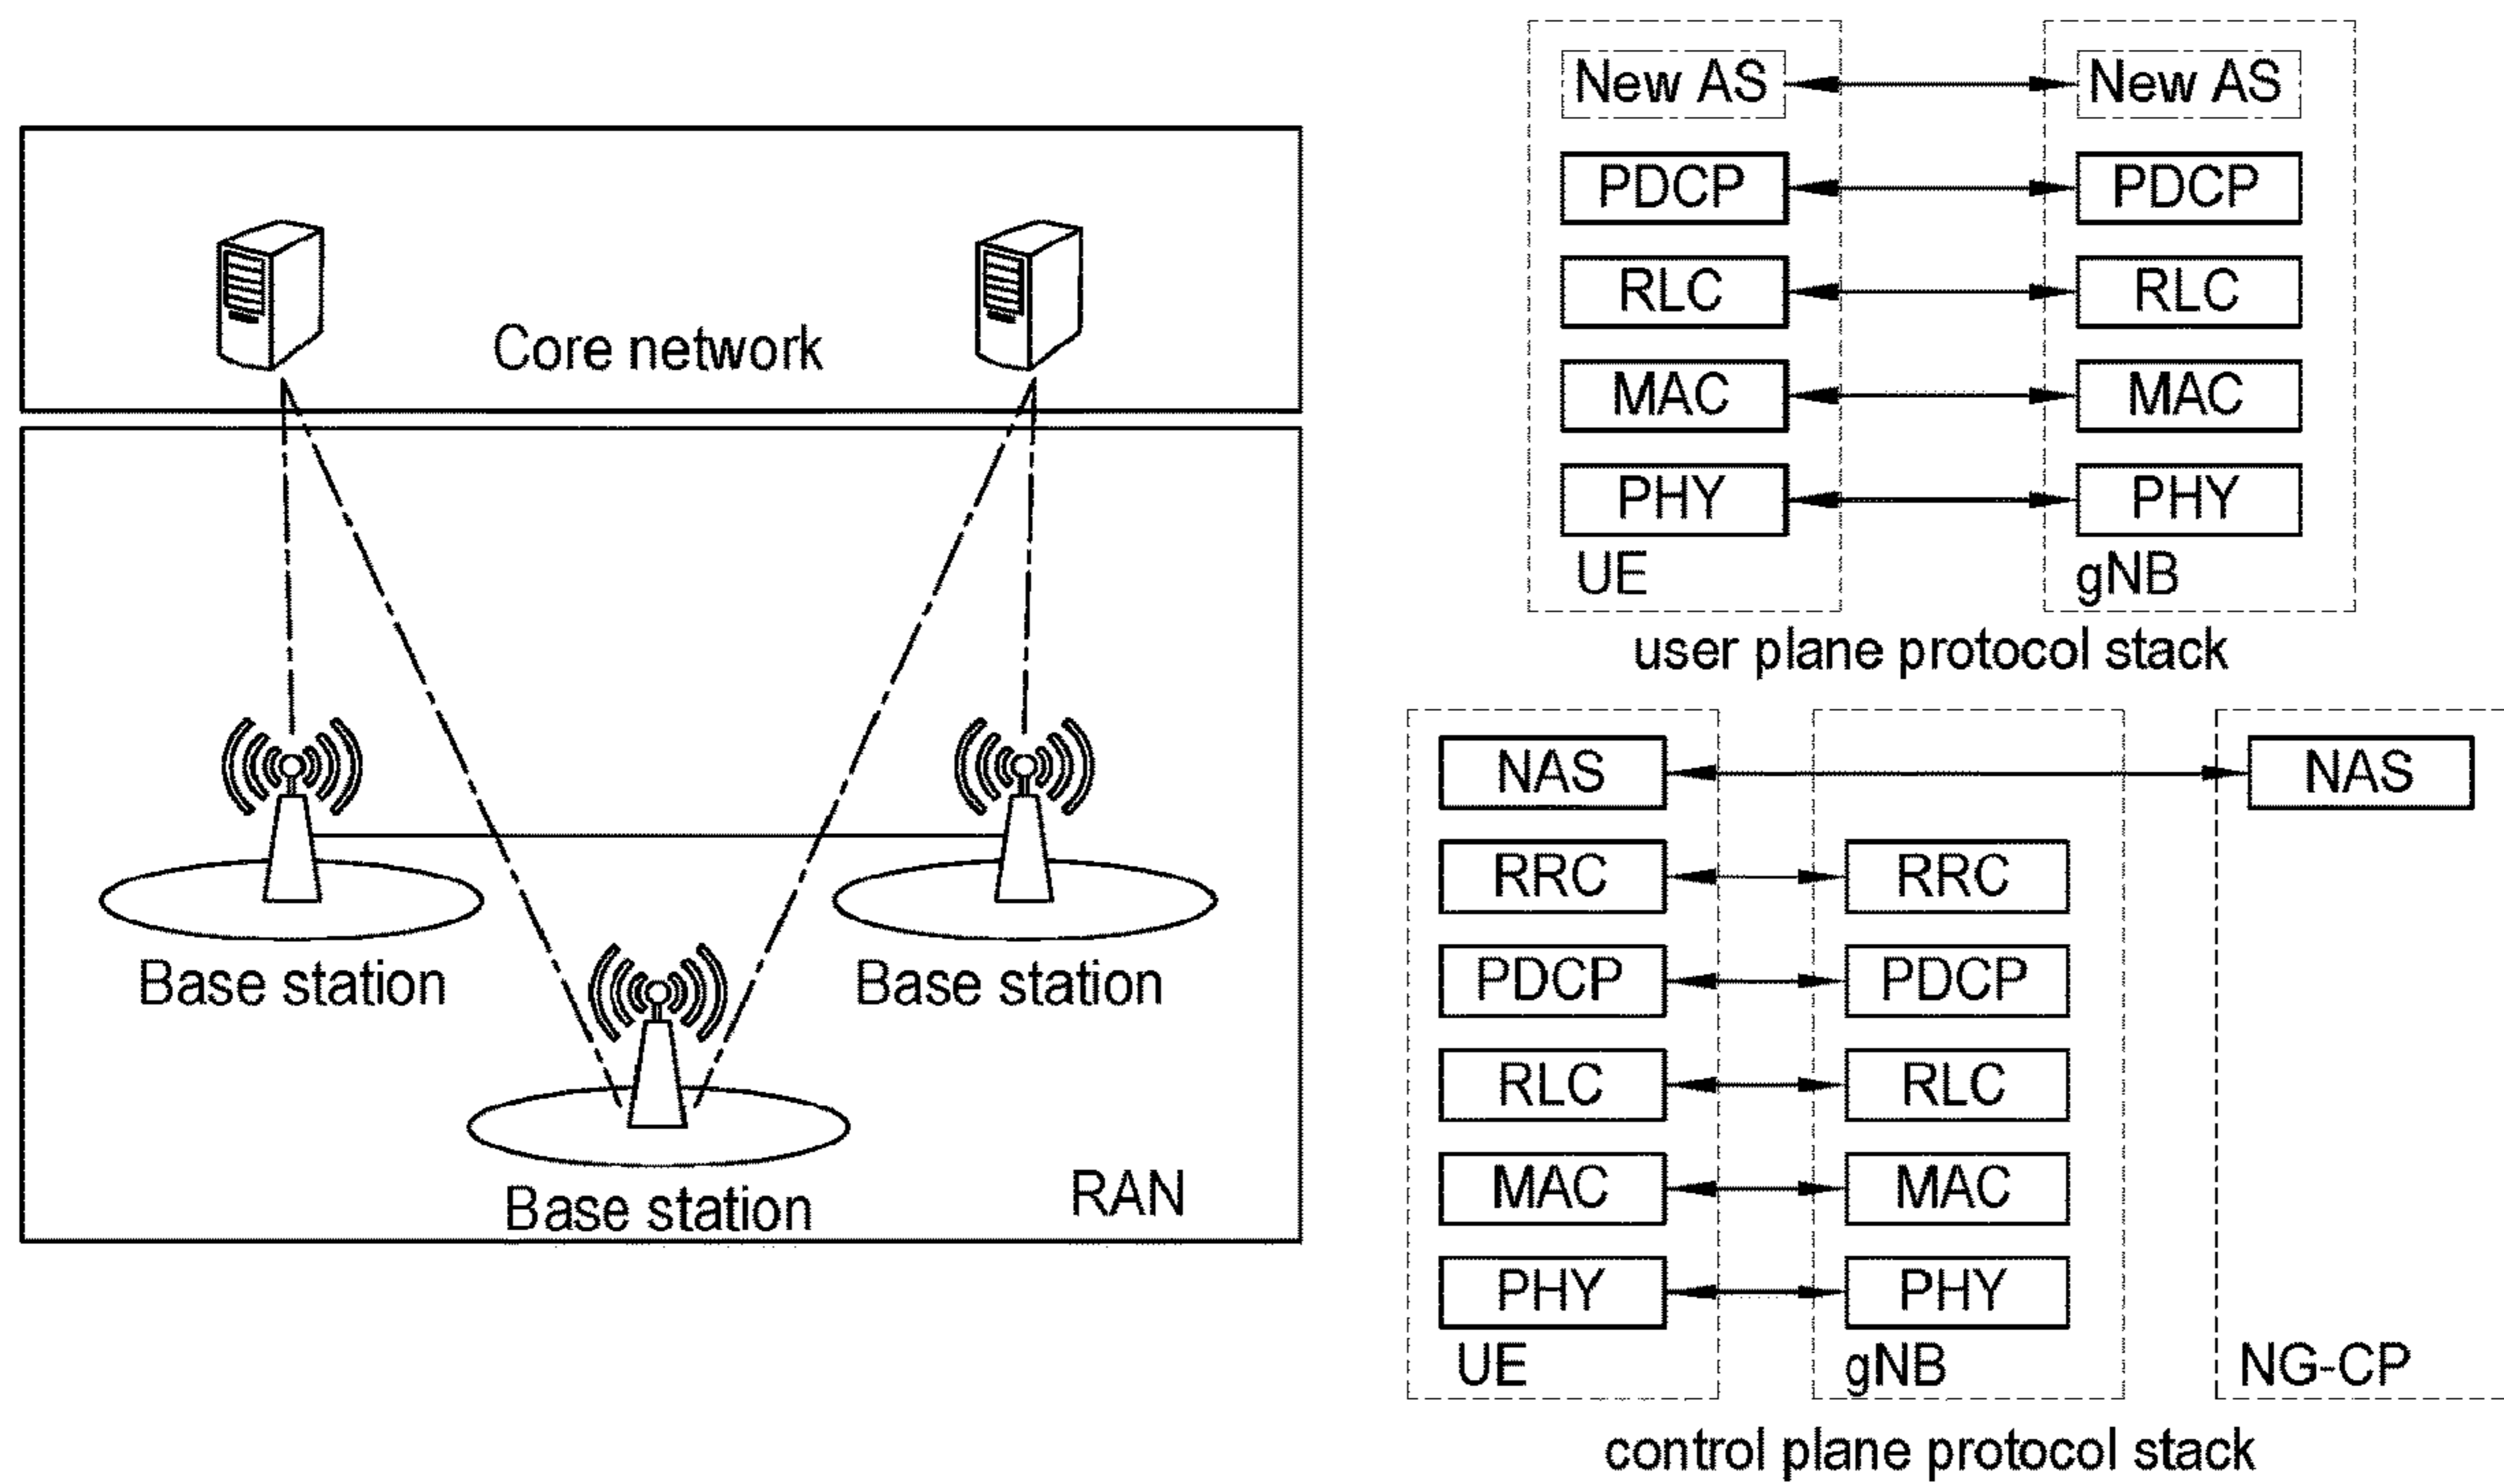 Core network
Base station
Base station
Base station
RAN
New AS
New AS
PDCP
PDCP
RLC
RLC
MAC
MAC
PHY
PHY
UE
gNB
user plane protocol stack
NAS
NAS
RRC
RRC
PDCP
PDCP
RLC
RLC
MAC
MAC
PHY
PHY
UE
gNB
NG-CP
control plane protocol stack